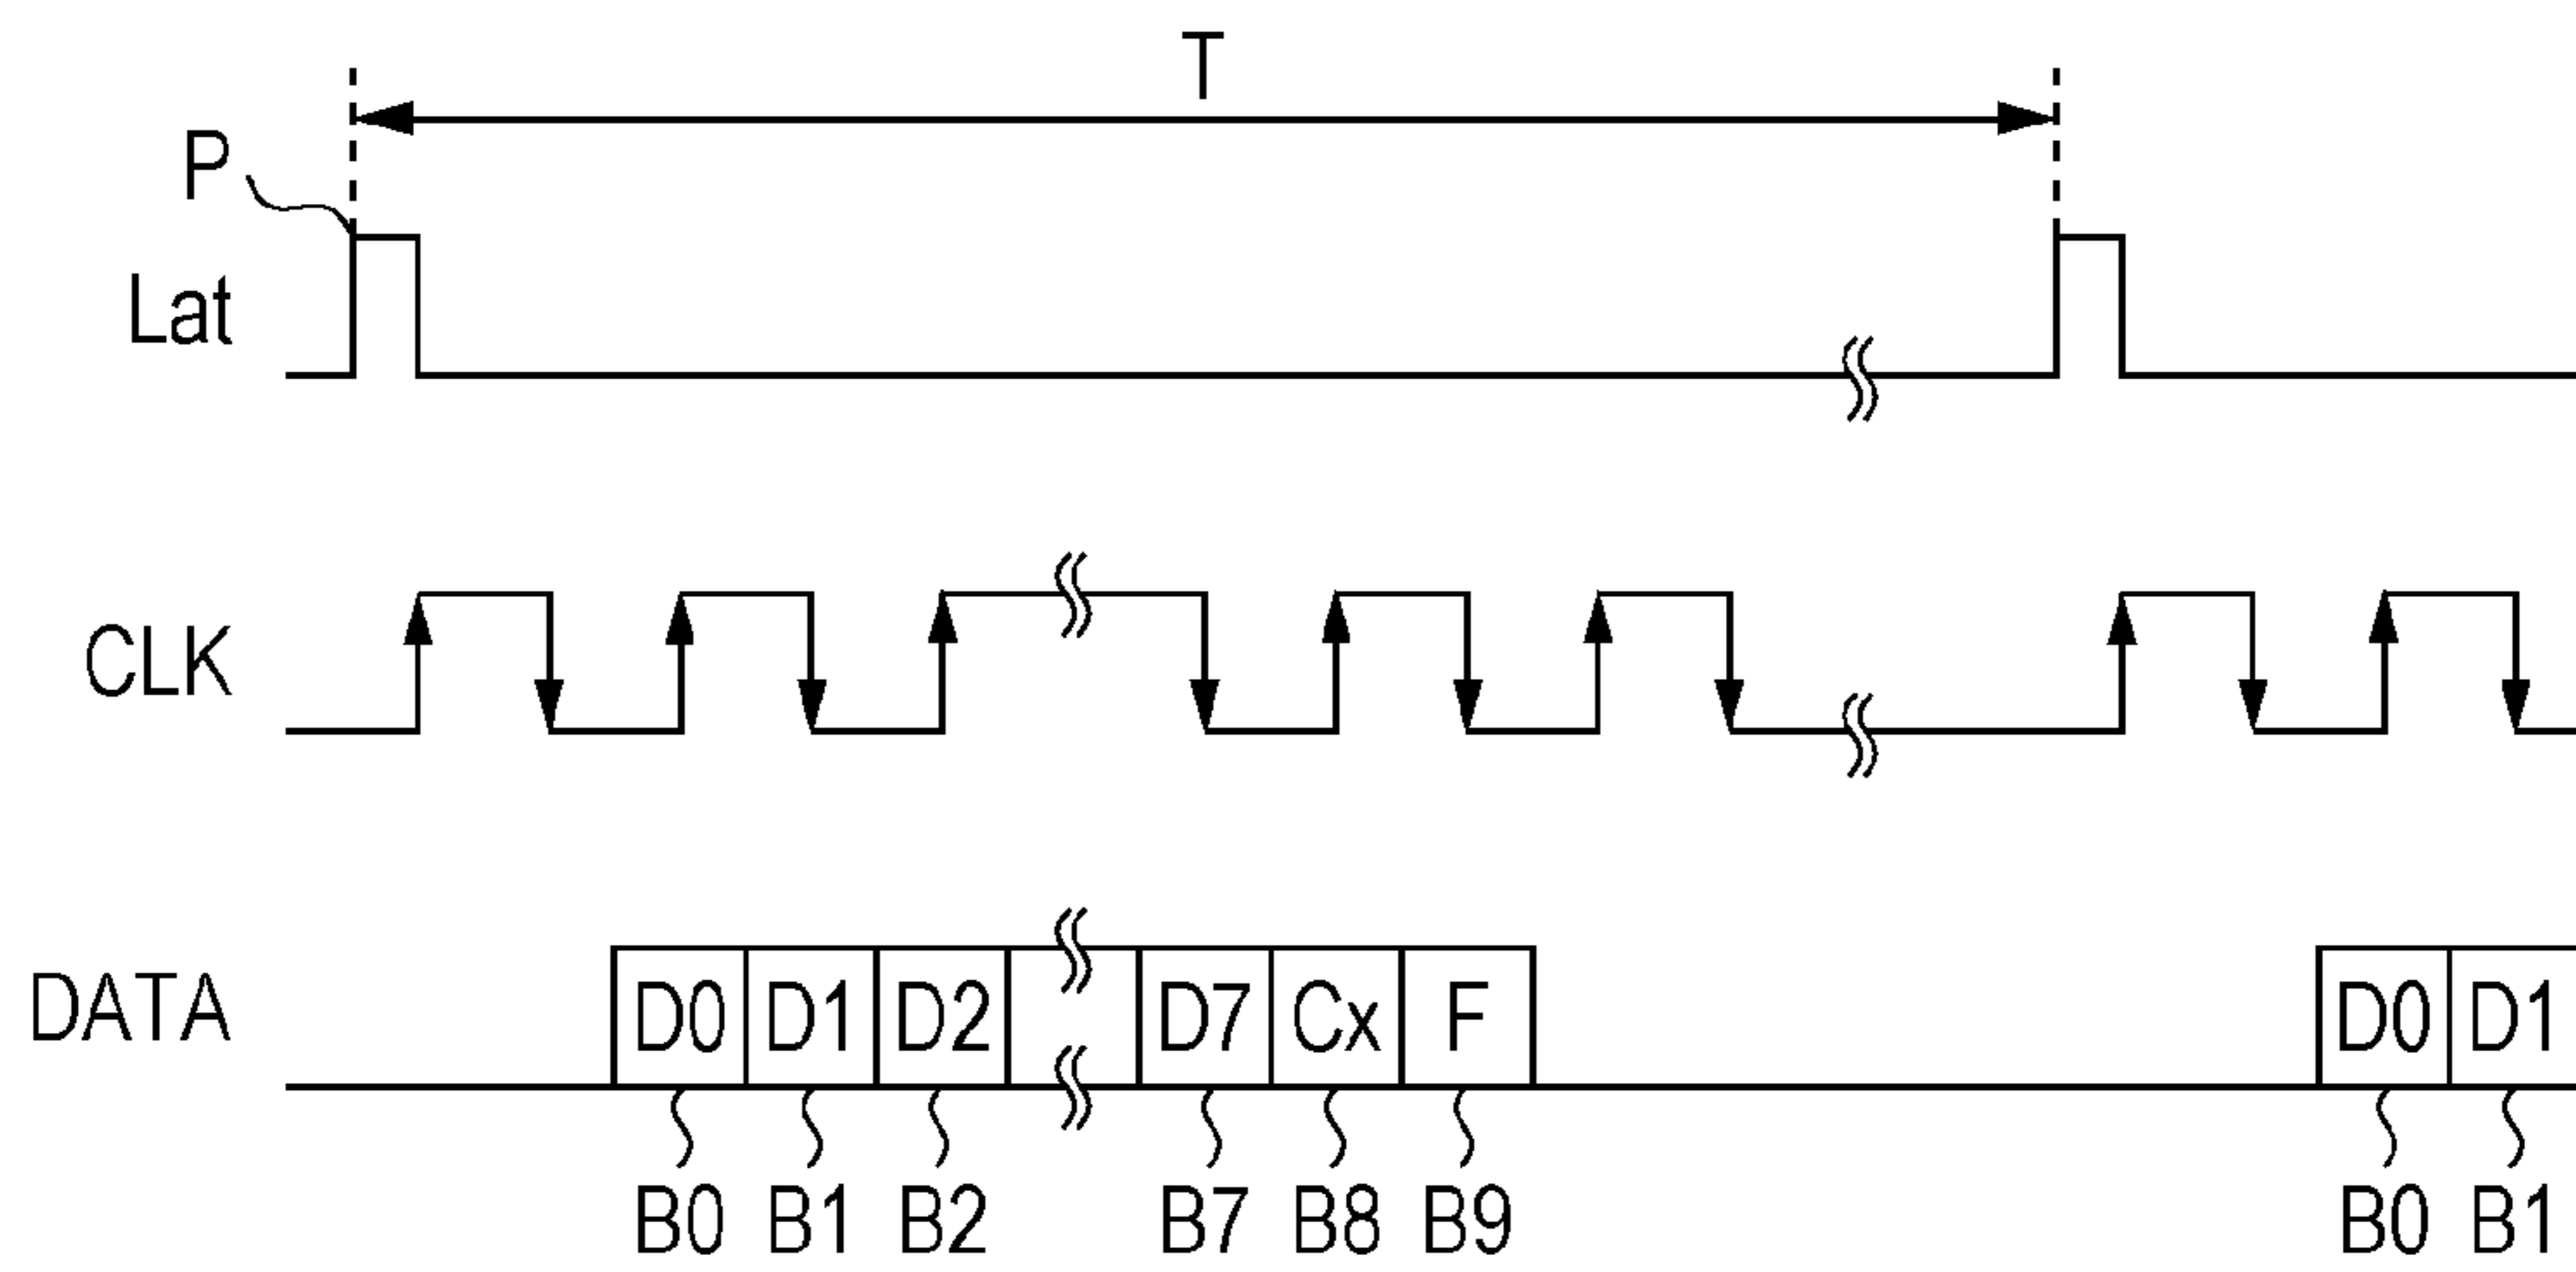 T
P
Lat
CLK
DATA
D0 D1 D2 D7 Cx F D0 D1
B0 B1 B2 B7 B8 B9 B0 B1